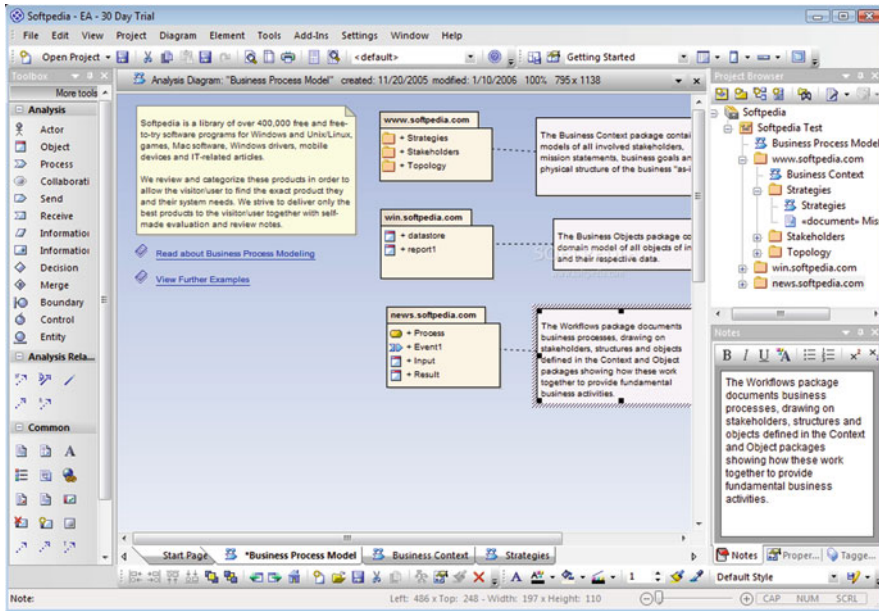 Softpedia - EA - 30 Day Trial
File Edit View Project Diagram Element Tools Add-Ins Settings Window Help
Open Project <default> Getting Started
Toolbox
More tools
Analysis
Actor
Object
Process
Collaborati
Send
Receive
Information
Information
Decision
Merge
Boundary
Control
Entity
Analysis Rela...
Common
Analysis Diagram: "Business Process Model" created: 11/20/2005 modified: 1/10/2006 100% 795 x 1138
Softpedia is a library of over 400,000 free and free-
to-try software programs for Windows and Unix/Linux,
games, Mac software, Windows drivers, mobile
devices and IT-related articles.
We review and categorize these products in order to
allow the visitor/user to find the exact product they
and their system needs. We strive to deliver only the
best products to the visitor/user together with self-
made evaluation and review notes.
Read about Business Process Modeling
View Further Examples
www.softpedia.com
+ Strategies
+ Stakeholders
+ Topology
The Business Context package contai
models of all involved stakeholders,
mission statements, business goals an
physical structure of the business "as-i
win.softpedia.com
+ datastore
+ report1
The Business Objects package co
domain model of all objects of in
and their respective data.
news.softpedia.com
+ Process
+ Event1
+ Input
+ Result
The Workflows package documents
business processes, drawing on
stakeholders, structures and objects
defined in the Context and Object
packages showing how these work
together to provide fundamental
business activities.
Start Page *Business Process Model Business Context Strategies
Project Browser
Softpedia
Softpedia Test
Business Process Model
www.softpedia.com
Business Context
Strategies
Strategies
«document» Mis
Stakeholders
Topology
win.softpedia.com
news.softpedia.com
Notes
B I U A x² x
The Workflows package
documents business
processes, drawing on
stakeholders, structures and
objects defined in the Context
and Object packages
showing how these work
together to provide
fundamental business
activities.
Notes Proper... Tagge...
A 1 Default Style
Note: Left: 486 x Top: 248 - Width: 197 x Height: 110 CAP NUM SCRL